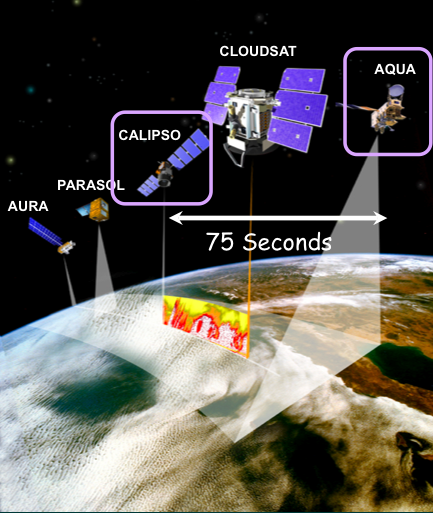 CLOUDSAT
AQUA
CALIPSO
PARASOL
AURA
75 Seconds